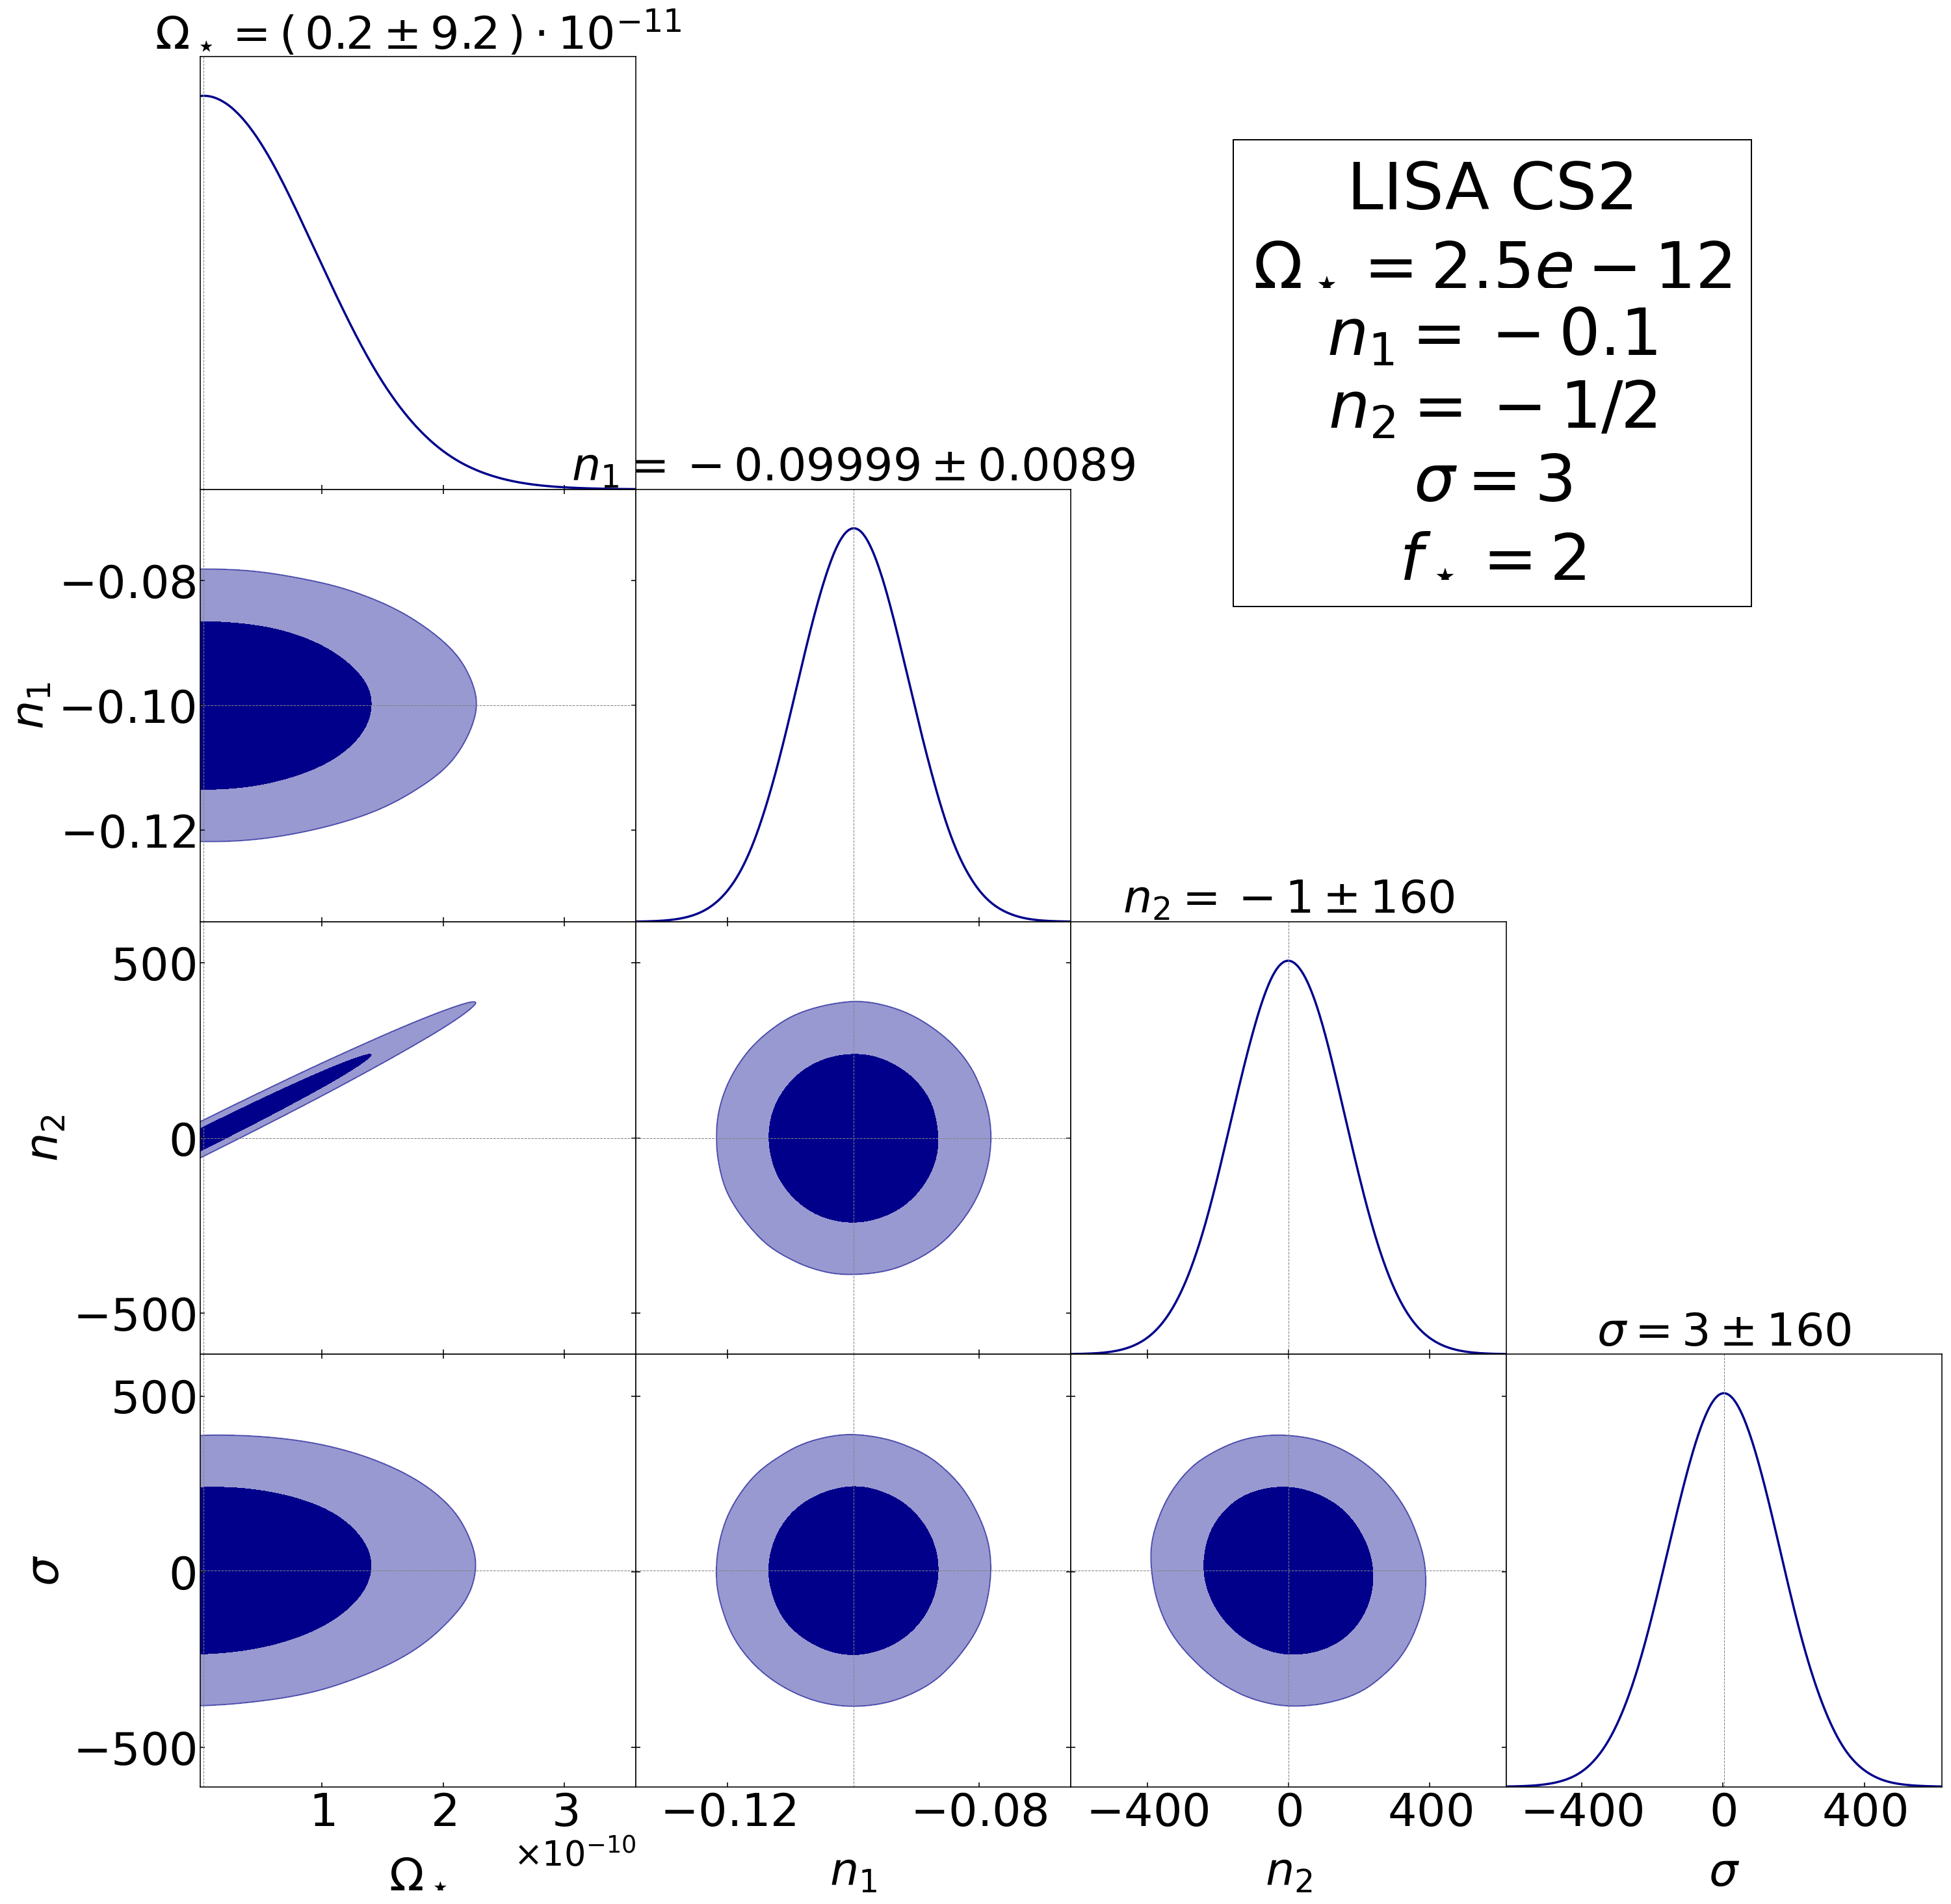 Ω⋆ = ( 0.2 ± 9.2 ) · 10⁻¹¹
LISA CS2
Ω⋆ = 2.5e − 12
n₁ = − 0.1
n₂ = − 1/2
σ = 3
f⋆ = 2
n₁ = − 0.09999 ± 0.0089
−0.08
−0.10
−0.12
n₁
n₂ = − 1 ± 160
500
0
−500
n₂
σ = 3 ± 160
500
0
−500
σ
1 2 3
×10⁻¹⁰
Ω⋆
−0.12 −0.08
n₁
−400 0 400
n₂
−400 0 400
σ